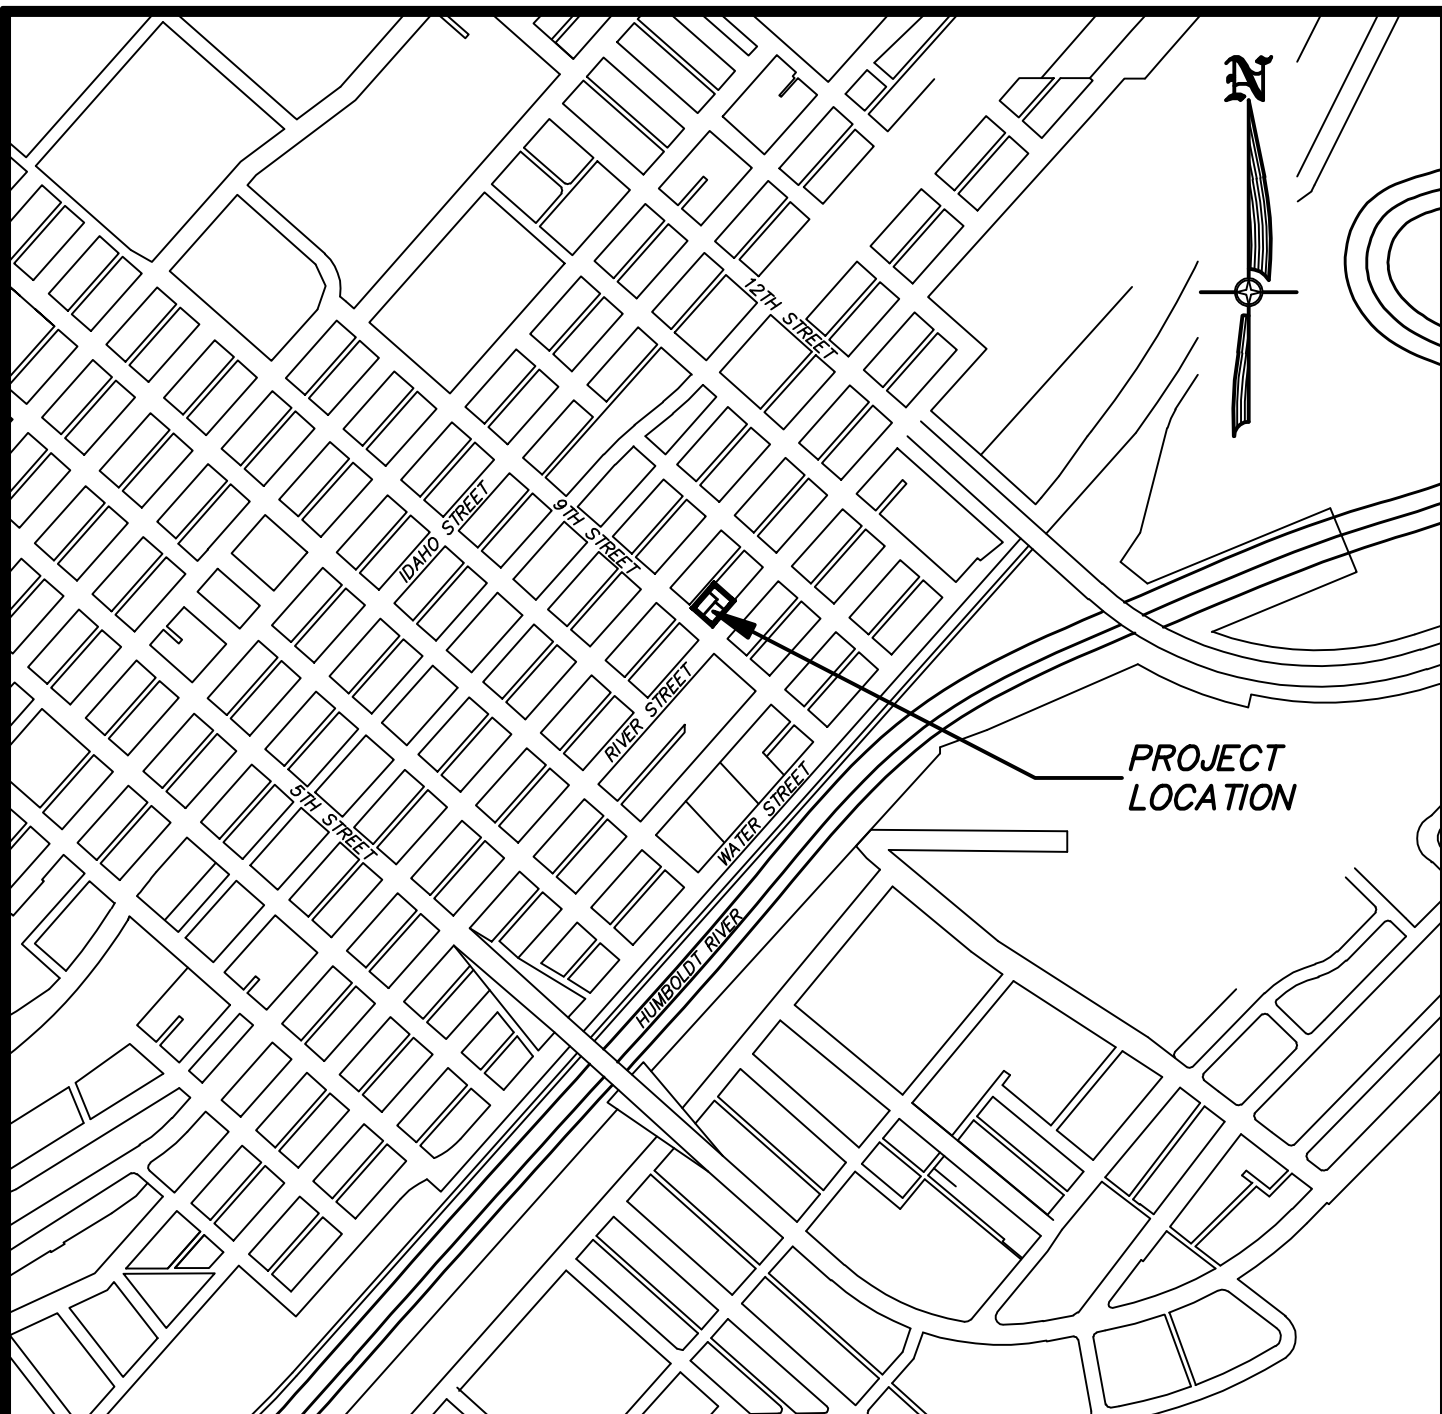 N
12TH STREET
IDAHO STREET
9TH STREET
RIVER STREET
PROJECT
LOCATION
5TH STREET
WATER STREET
HUMBOLDT RIVER